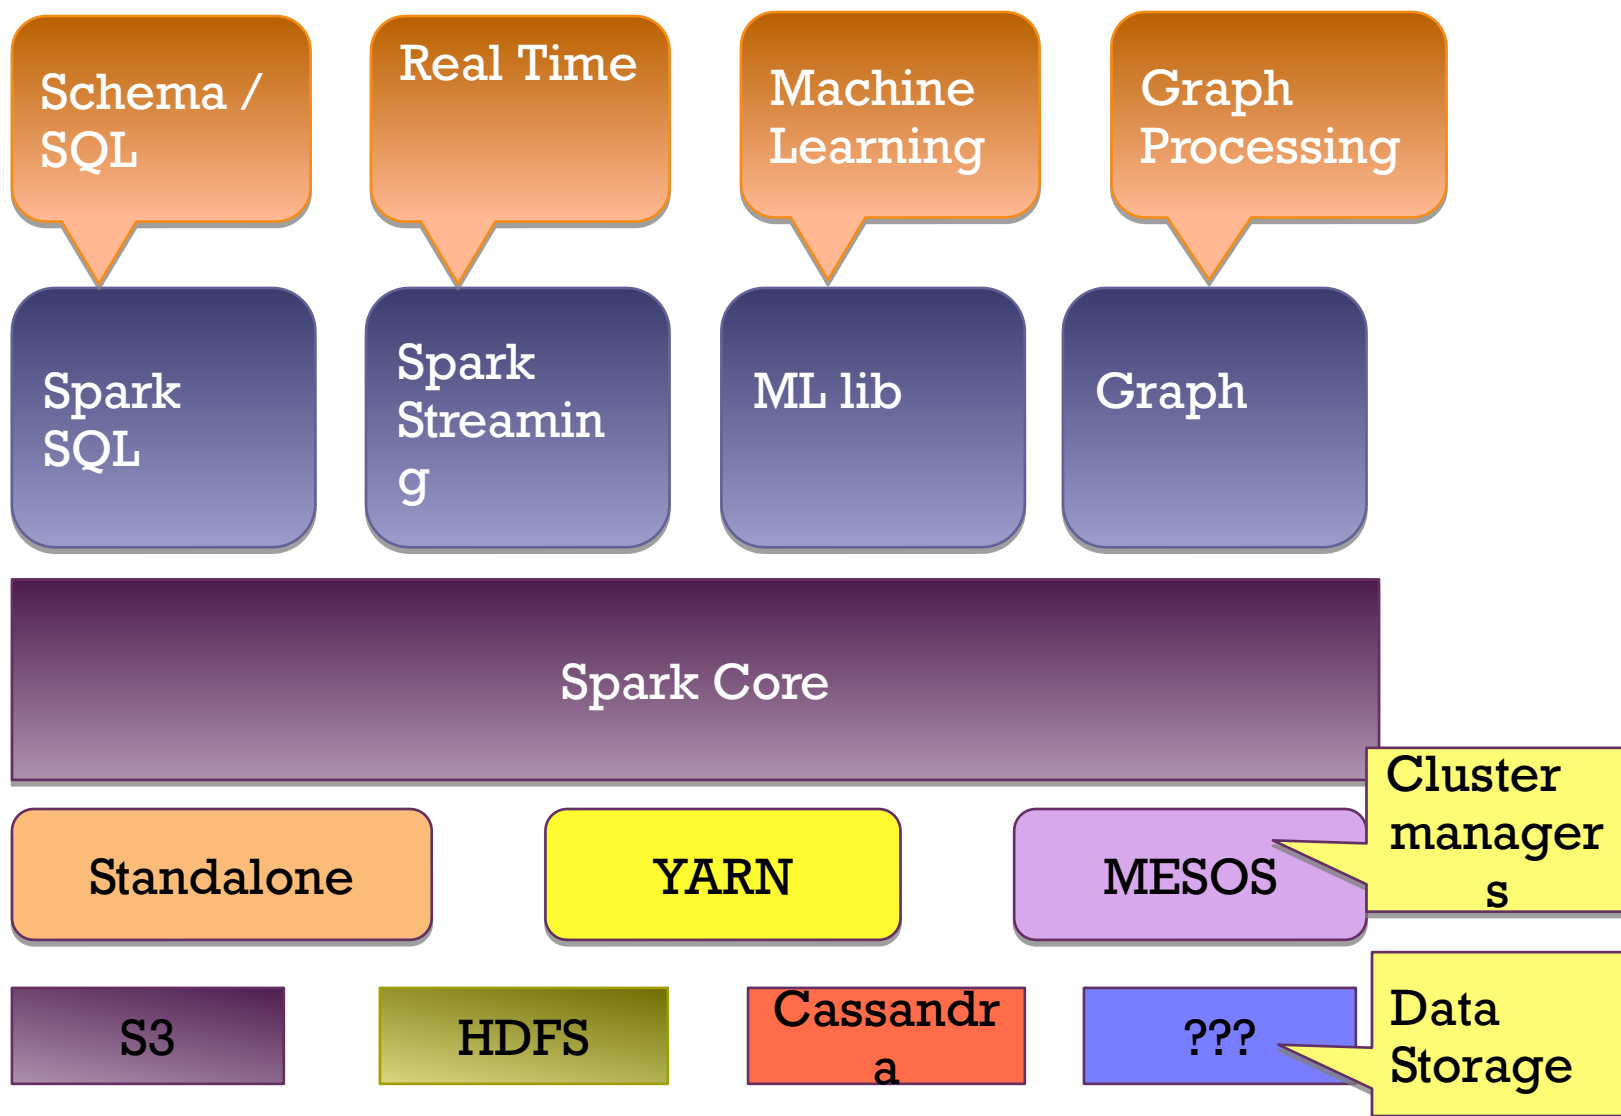 Schema /
SQL
Real Time
Machine
Learning
Graph
Processing
Spark
SQL
Spark
Streamin
g
ML lib
Graph
Spark Core
Cluster
manager
s
Standalone
YARN
MESOS
S3
HDFS
Cassandr
a
???
Data
Storage